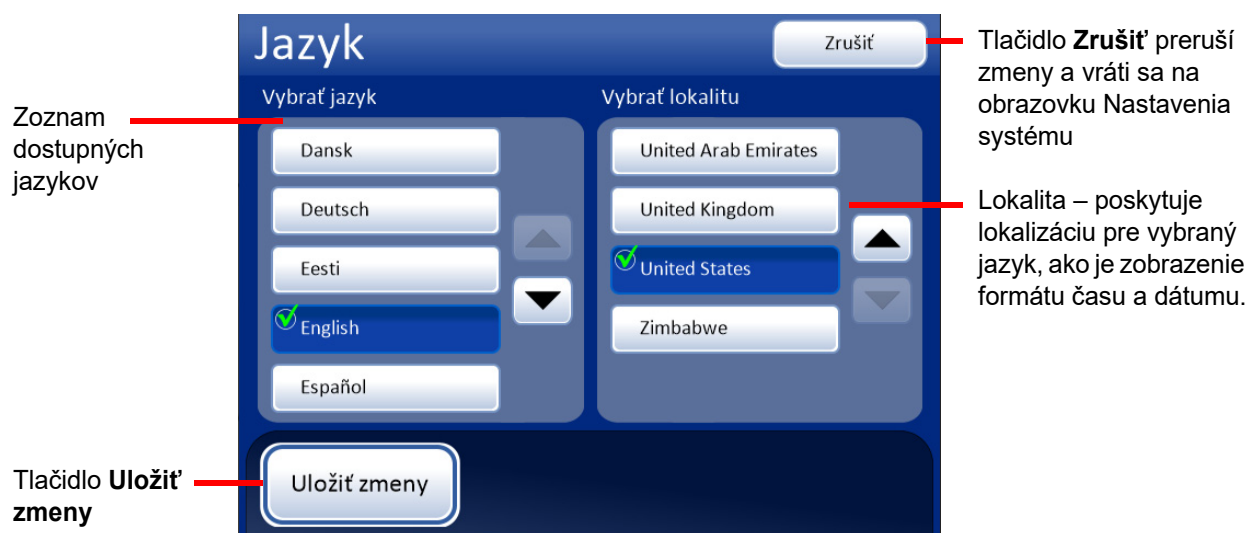 Jazyk
Zrušiť
Vybrať jazyk
Vybrať lokalitu
Dansk
Deutsch
Eesti
English
Español
United Arab Emirates
United Kingdom
United States
Zimbabwe
Uložiť zmeny
Zoznam
dostupných
jazykov
Tlačidlo Uložiť
zmeny
Tlačidlo Zrušiť preruší
zmeny a vráti sa na
obrazovku Nastavenia
systému
Lokalita – poskytuje
lokalizáciu pre vybraný
jazyk, ako je zobrazenie
formátu času a dátumu.